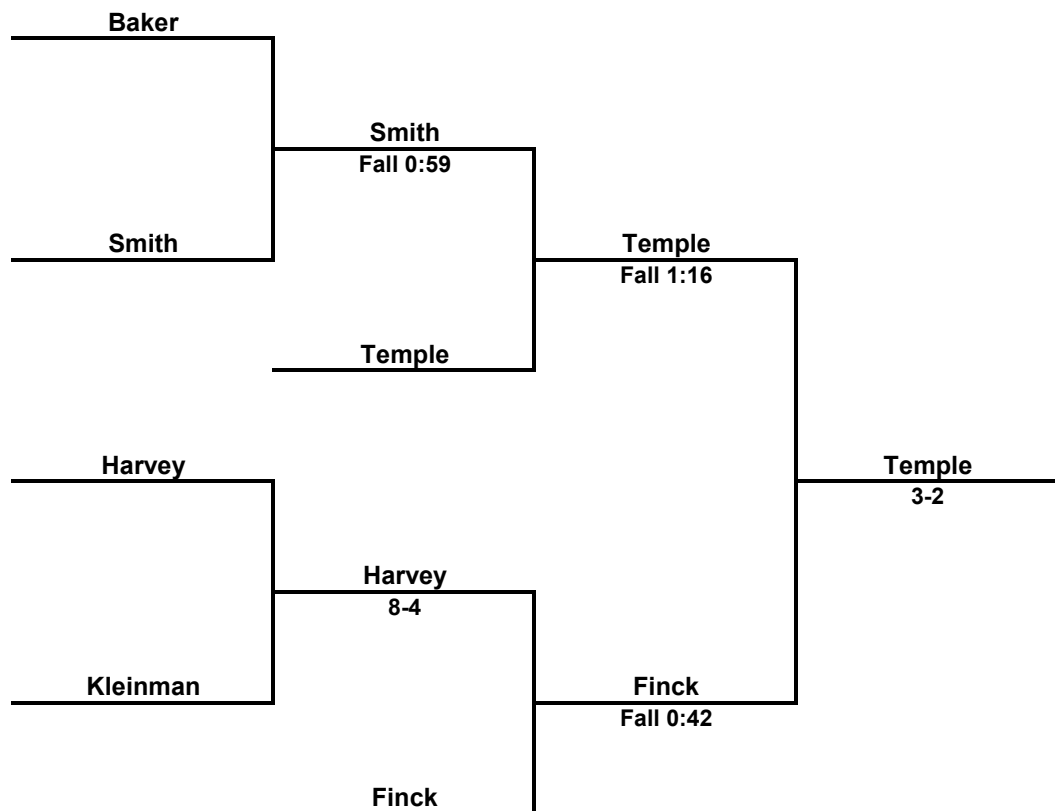 Baker
Smith
Fall 0:59
Smith
Temple
Fall 1:16
Temple
Harvey
Temple
3-2
Harvey
8-4
Kleinman
Finck
Fall 0:42
Finck